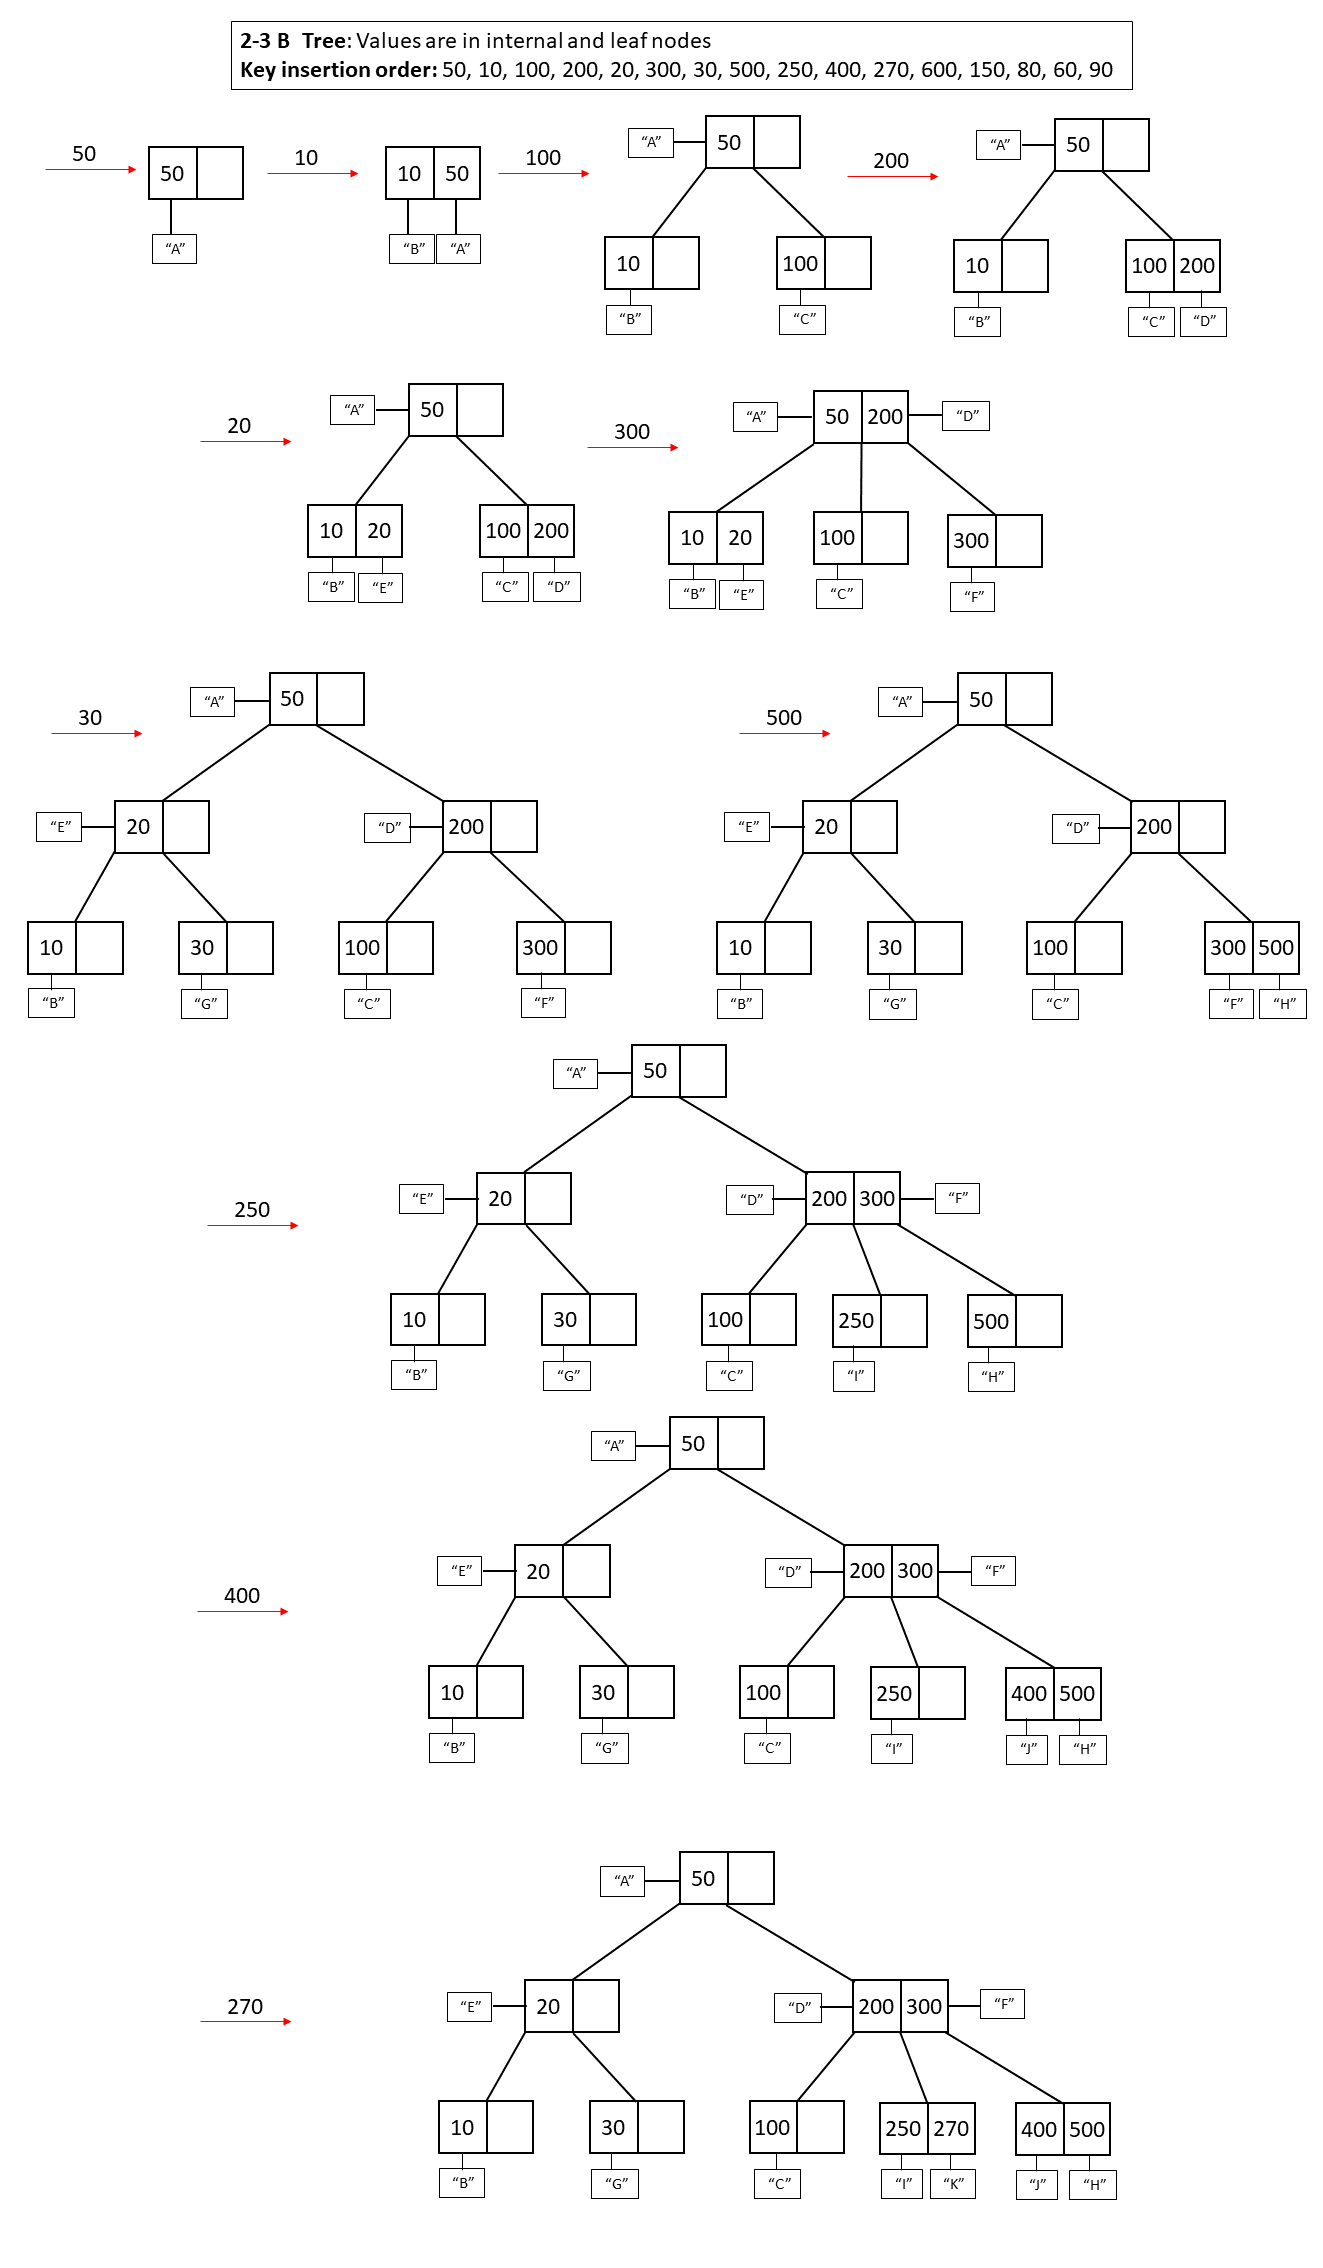 2-3 B Tree: Values are in internal and leaf nodes
Key insertion order: 50, 10, 100, 200, 20, 300, 30, 500, 250, 400, 270, 600, 150, 80, 60, 90
50
50
“A”
10
10 50
“B” “A”
100
“A” 50
10 100
“B” “C”
200
“A” 50
10 100 200
“B” “C” “D”
20
“A” 50
10 20 100 200
“B” “E” “C” “D”
300
“A” 50 200 “D”
10 20 100 300
“B” “E” “C” “F”
30
“A” 50
“E” 20 “D” 200
10 30 100 300
“B” “G” “C” “F”
500
“A” 50
“E” 20 “D” 200
10 30 100 300 500
“B” “G” “C” “F” “H”
250
“A” 50
“E” 20 “D” 200 300 “F”
10 30 100 250 500
“B” “G” “C” “I” “H”
400
“A” 50
“E” 20 “D” 200 300 “F”
10 30 100 250 400 500
“B” “G” “C” “I” “J” “H”
270
“A” 50
“E” 20 “D” 200 300 “F”
10 30 100 250 270 400 500
“B” “G” “C” “I” “K” “J” “H”